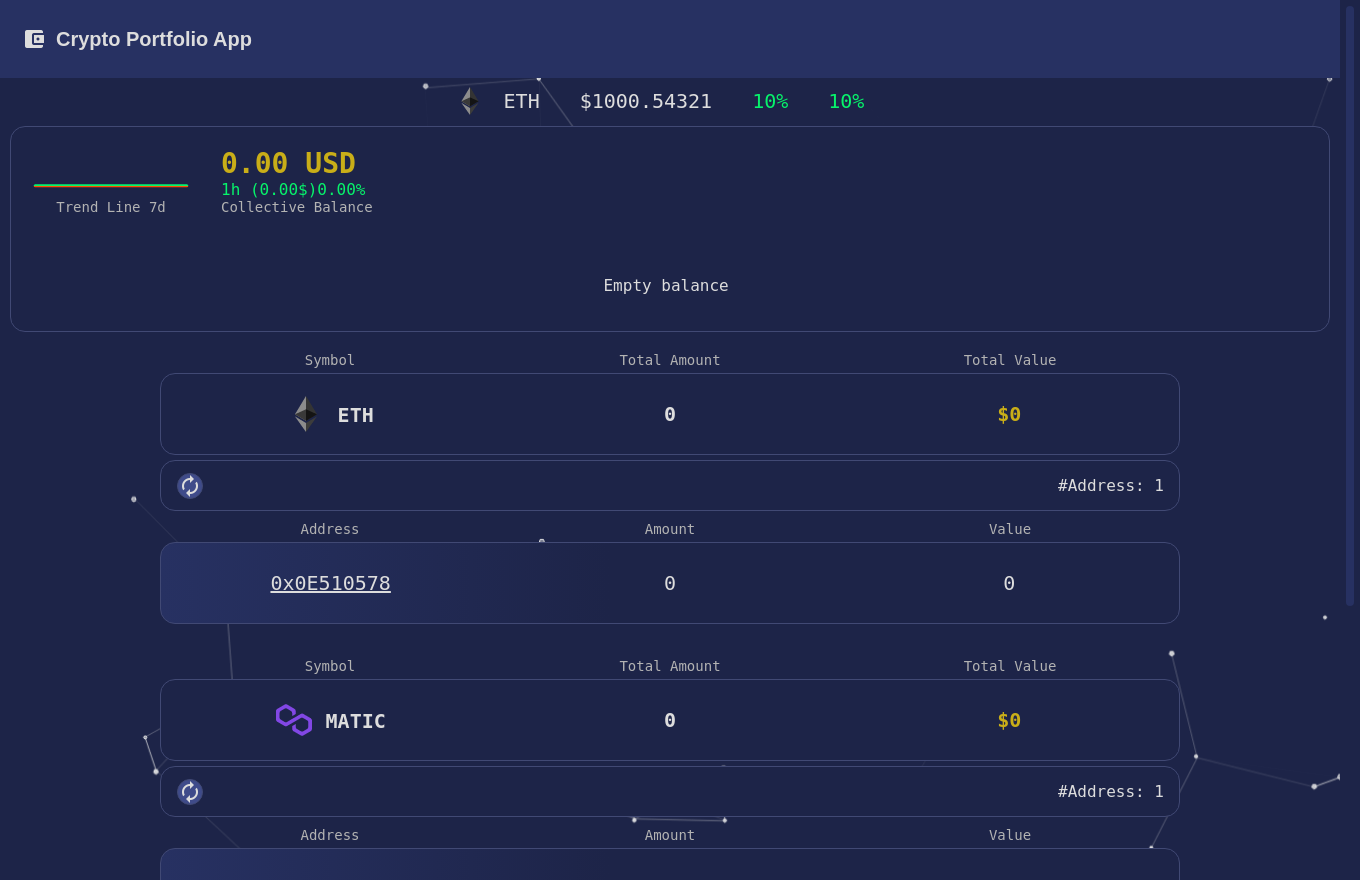 Crypto Portfolio App
ETH $1000.54321 10% 10%
0.00 USD
1h (0.00$)0.00%
Trend Line 7d Collective Balance
Empty balance
Symbol Total Amount Total Value
ETH 0 $0
#Address: 1
Address Amount Value
0x0E510578 0 0
Symbol Total Amount Total Value
MATIC 0 $0
#Address: 1
Address Amount Value